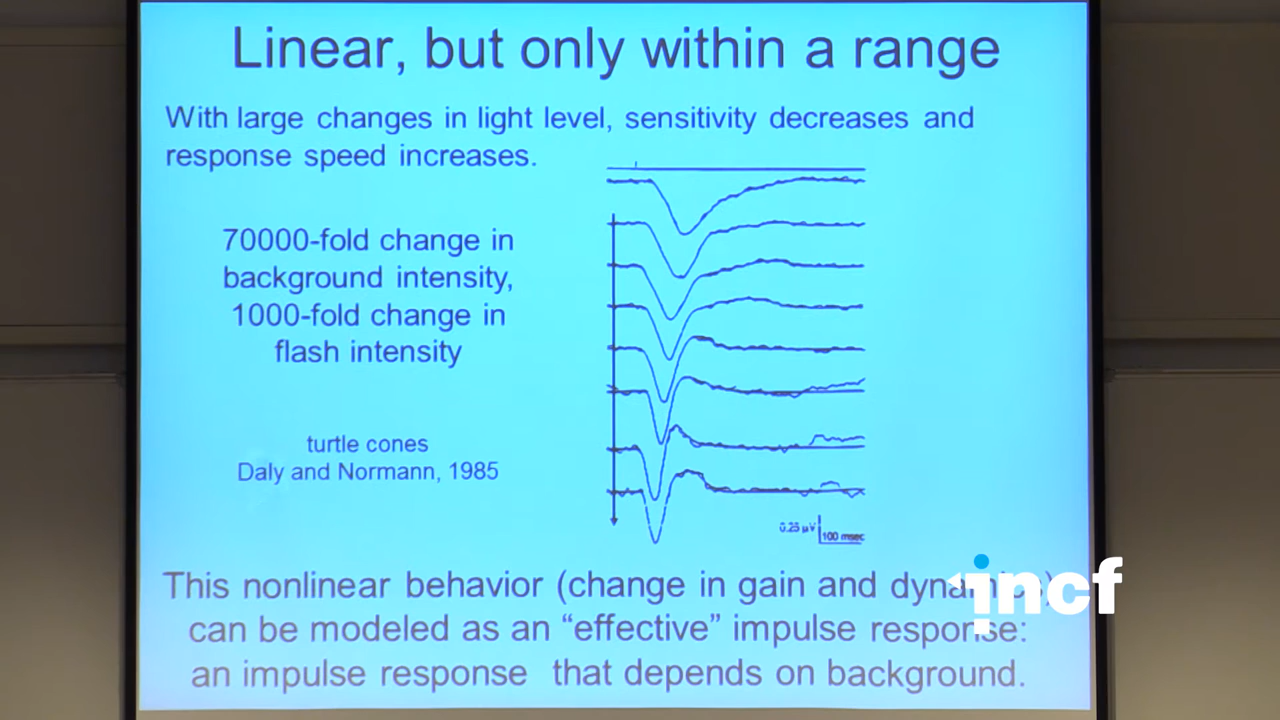 Linear, but only within a range
With large changes in light level, sensitivity decreases and
response speed increases.
70000-fold change in
background intensity,
1000-fold change in
flash intensity
turtle cones
Daly and Normann, 1985
0.25 µV
100 msec
This nonlinear behavior (change in gain and dynamics)
can be modeled as an “effective” impulse response:
an impulse response that depends on background.
incf